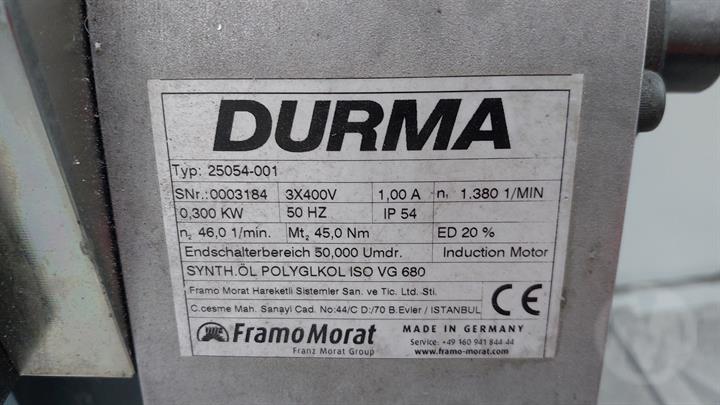 DURMA
Typ: 25054-001
SNr.:0003184 3X400V 1,00 A n₁ 1.380 1/MIN
0,300 KW 50 HZ IP 54
n₂ 46,0 1/min. Mt₂ 45,0 Nm ED 20 %
Endschalterbereich 50,000 Umdr. Induction Motor
SYNTH.ÖL POLYGLKOL ISO VG 680
Framo Morat Hareketli Sistemler San. ve Tic. Ltd. Sti.
C.cesme Mah. Sanayi Cad. No:44/C D:/70 B.Evler / ISTANBUL
CE
FramoMorat
Franz Morat Group
MADE IN GERMANY
Service: +49 160 941 844 44
www.framo-morat.com